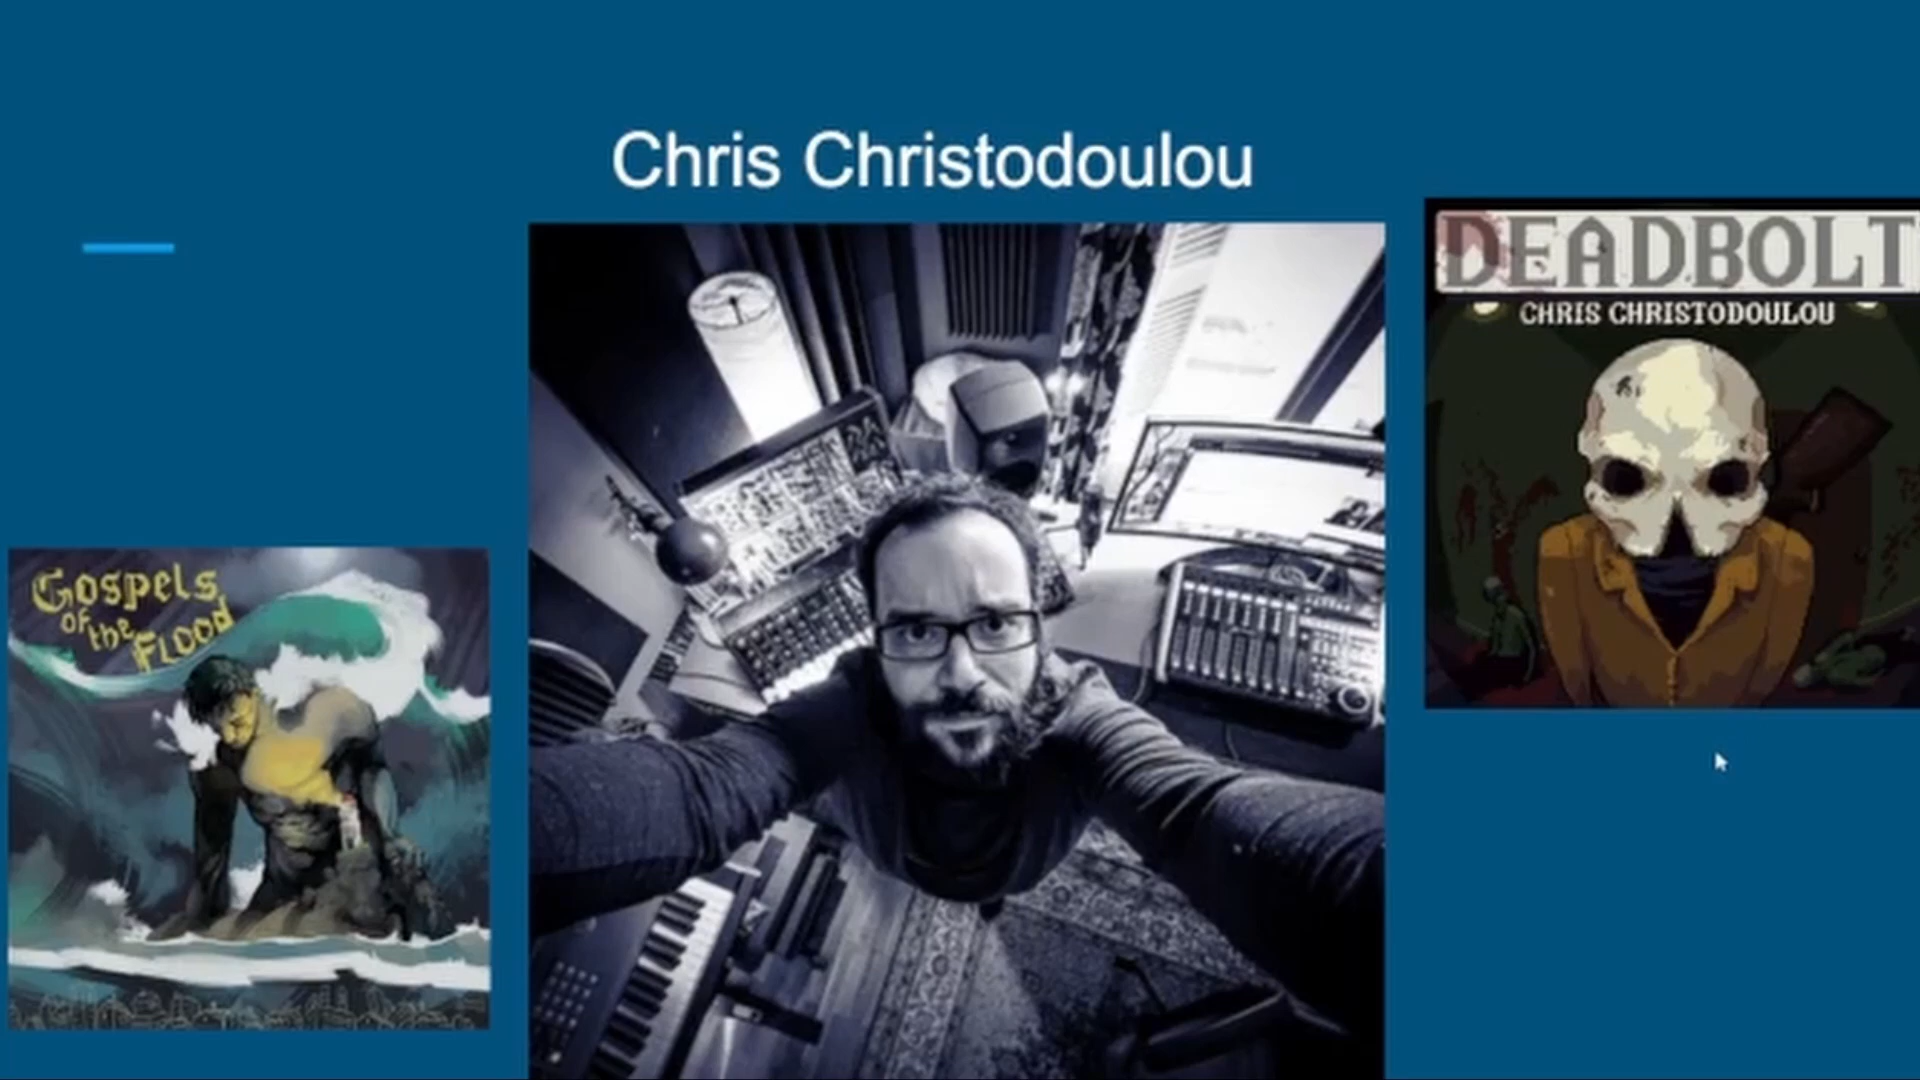 Chris Christodoulou
DEADBOLT
CHRIS CHRISTODOULOU
Gospels
of the
FLOOD